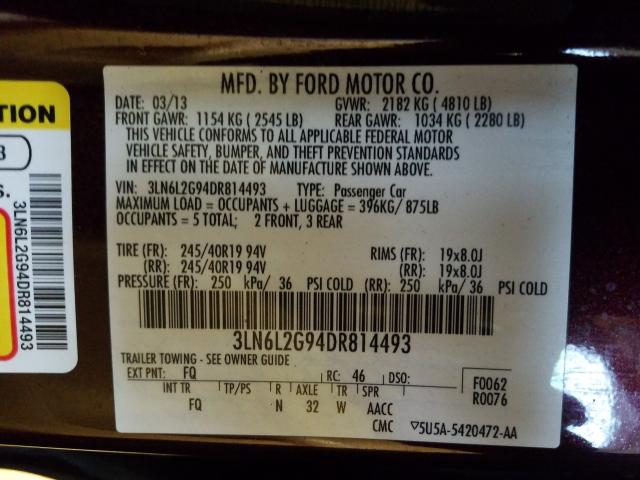 TION
3
S.
3LN6L2G94DR814493
MFD. BY FORD MOTOR CO.
DATE: 03/13 GVWR: 2182 KG (4810 LB)
FRONT GAWR: 1154 KG (2545 LB) REAR GAWR: 1034 KG (2280 LB)
THIS VEHICLE CONFORMS TO ALL APPLICABLE FEDERAL MOTOR
VEHICLE SAFETY, BUMPER, AND THEFT PREVENTION STANDARDS
IN EFFECT ON THE DATE OF MANUFACTURE SHOWN ABOVE.
VIN: 3LN6L2G94DR814493 TYPE: Passenger Car
MAXIMUM LOAD = OCCUPANTS + LUGGAGE = 396KG/ 875LB
OCCUPANTS = 5 TOTAL; 2 FRONT, 3 REAR
TIRE (FR): 245/40R19 94V RIMS (FR): 19x8.0J
(RR): 245/40R19 94V (RR): 19x8.0J
PRESSURE (FR): 250 kPa/ 36 PSI COLD (RR): 250 kPa/ 36 PSI COLD
3LN6L2G94DR814493
TRAILER TOWING - SEE OWNER GUIDE
EXT PNT: FQ RC: 46 DSO: F0062
INT TR TP/PS R AXLE TR SPR R0076
FQ N 32 W AACC
CMC ▽5U5A-5420472-AA